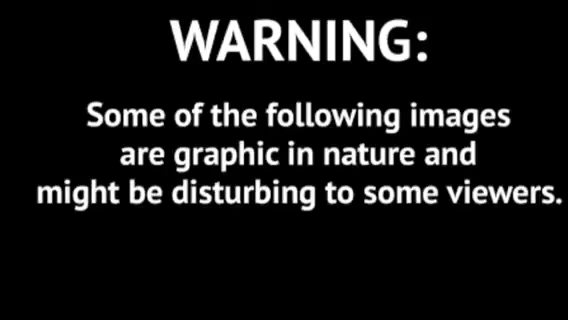 WARNING:
Some of the following images
are graphic in nature and
might be disturbing to some viewers.